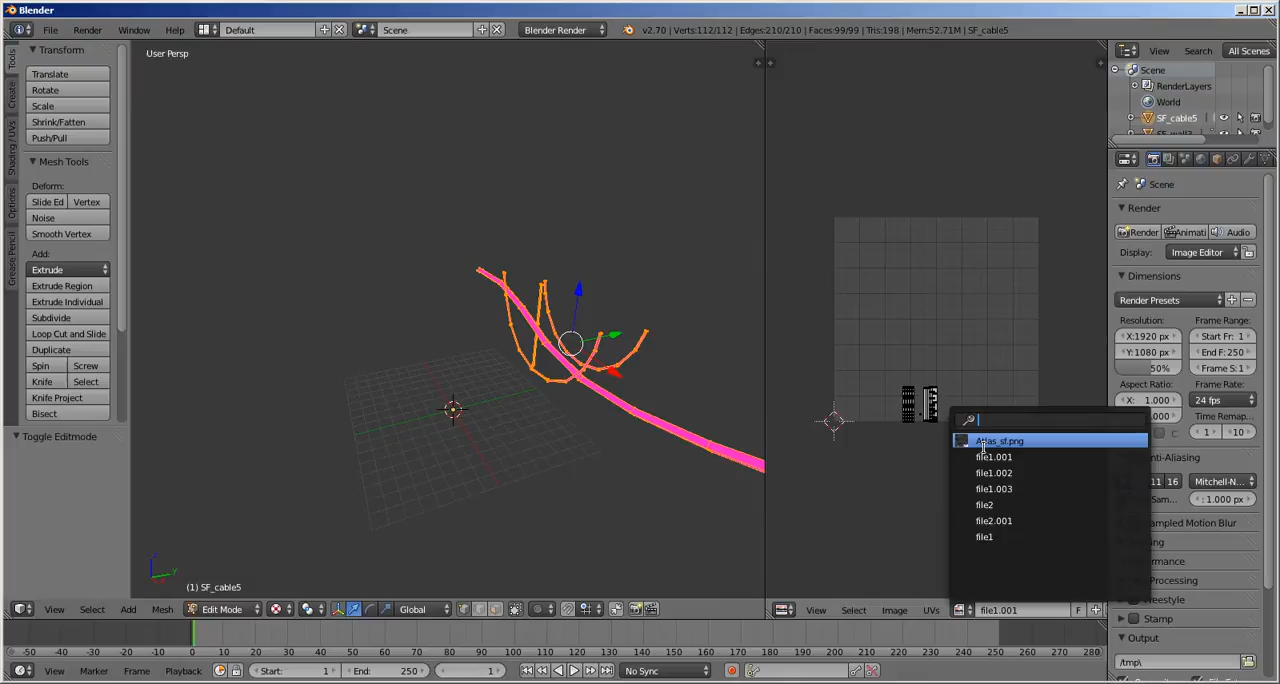 Blender
File Render Window Help Default Scene Blender Render v2.70 | Verts:112/112 | Edges:210/210 | Faces:99/99 | Tris:198 | Mem:52.71M | SF_cable5
Tools
Create
Shading / UVs
Options
Grease Pencil
Transform
Translate
Rotate
Scale
Shrink/Fatten
Push/Pull
Mesh Tools
Deform:
Slide Ed Vertex
Noise
Smooth Vertex
Add:
Extrude
Extrude Region
Extrude Individual
Subdivide
Loop Cut and Slide
Duplicate
Spin Screw
Knife Select
Knife Project
Bisect
Toggle Editmode
User Persp
(1) SF_cable5
View Select Add Mesh Edit Mode Global
Atlas_sf.png
file1.001
file1.002
file1.003
file2
file2.001
file1
View Select Image UVs file1.001 F
View Search All Scenes
Scene
RenderLayers
World
SF_cable5
Scene
Render
Render Animati Audio
Display: Image Editor
Dimensions
Render Presets
Resolution: Frame Range:
X:1920 px Start Fr: 1
Y:1080 px End F: 250
50% Frame S: 1
Aspect Ratio: Frame Rate:
X: 1.000 24 fps
.000 Time Remap...
1 10
nti-Aliasing
11 16 Mitchell-N...
Sam... : 1.000 px
ampled Motion Blur
ing
rmance
Processing
reestyle
Stamp
Output
/tmp\
-50 -40 -30 -20 -10 0 10 20 30 40 50 60 70 80 90 100 110 120 130 140 150 160 170 180 190 200 210 220 230 240 250 260 270 280
View Marker Frame Playback Start: 1 End: 250 1 No Sync